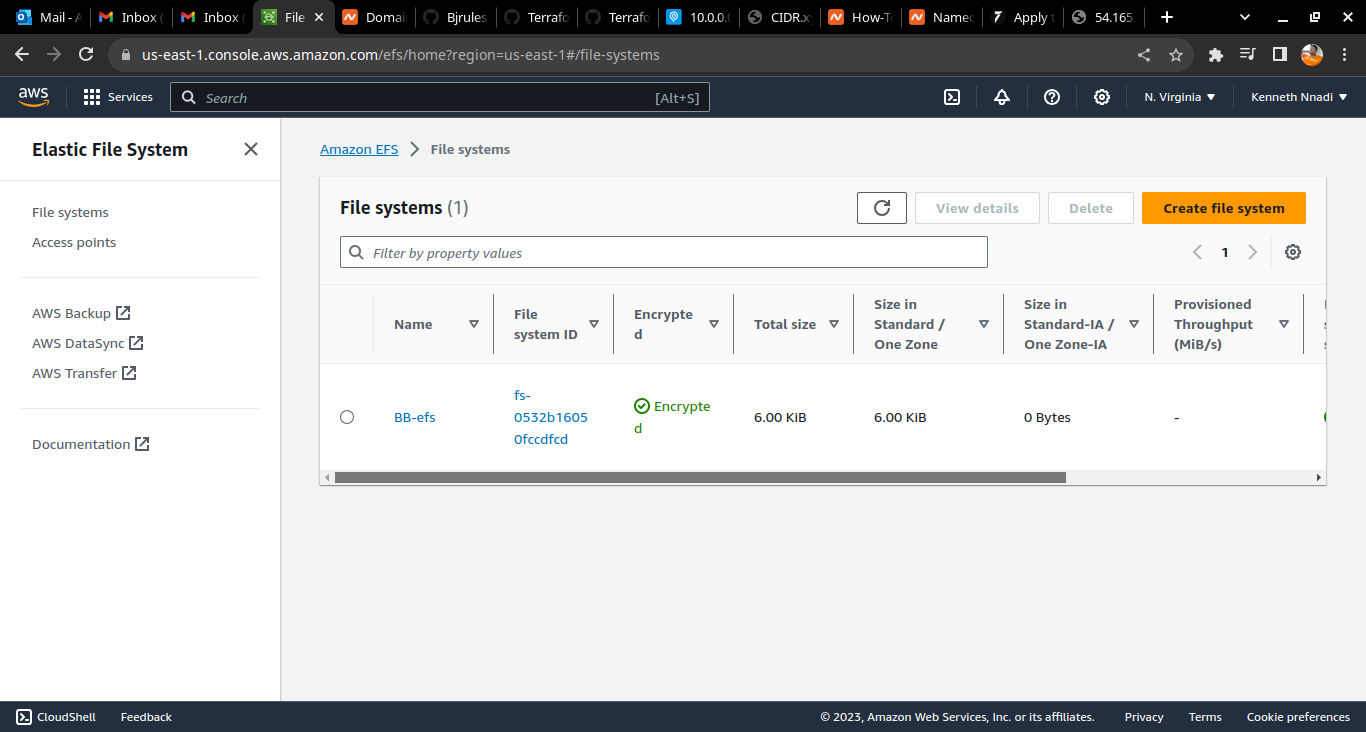 Mail - A
Inbox (
Inbox (
File
Domai
Bjrules
Terrafo
Terrafo
10.0.0.0
CIDR.x
How-To
Namec
Apply t
54.165.
us-east-1.console.aws.amazon.com/efs/home?region=us-east-1#/file-systems
aws
Services
Search
[Alt+S]
N. Virginia
Kenneth Nnadi
Elastic File System
File systems
Access points
AWS Backup
AWS DataSync
AWS Transfer
Documentation
Amazon EFS
File systems
File systems (1)
View details
Delete
Create file system
Filter by property values
1
Name
File
system ID
Encrypte
d
Total size
Size in
Standard /
One Zone
Size in
Standard-IA /
One Zone-IA
Provisioned
Throughput
(MiB/s)
BB-efs
fs-
0532b1605
0fccdfcd
Encrypte
d
6.00 KiB
6.00 KiB
0 Bytes
-
CloudShell
Feedback
© 2023, Amazon Web Services, Inc. or its affiliates.
Privacy
Terms
Cookie preferences